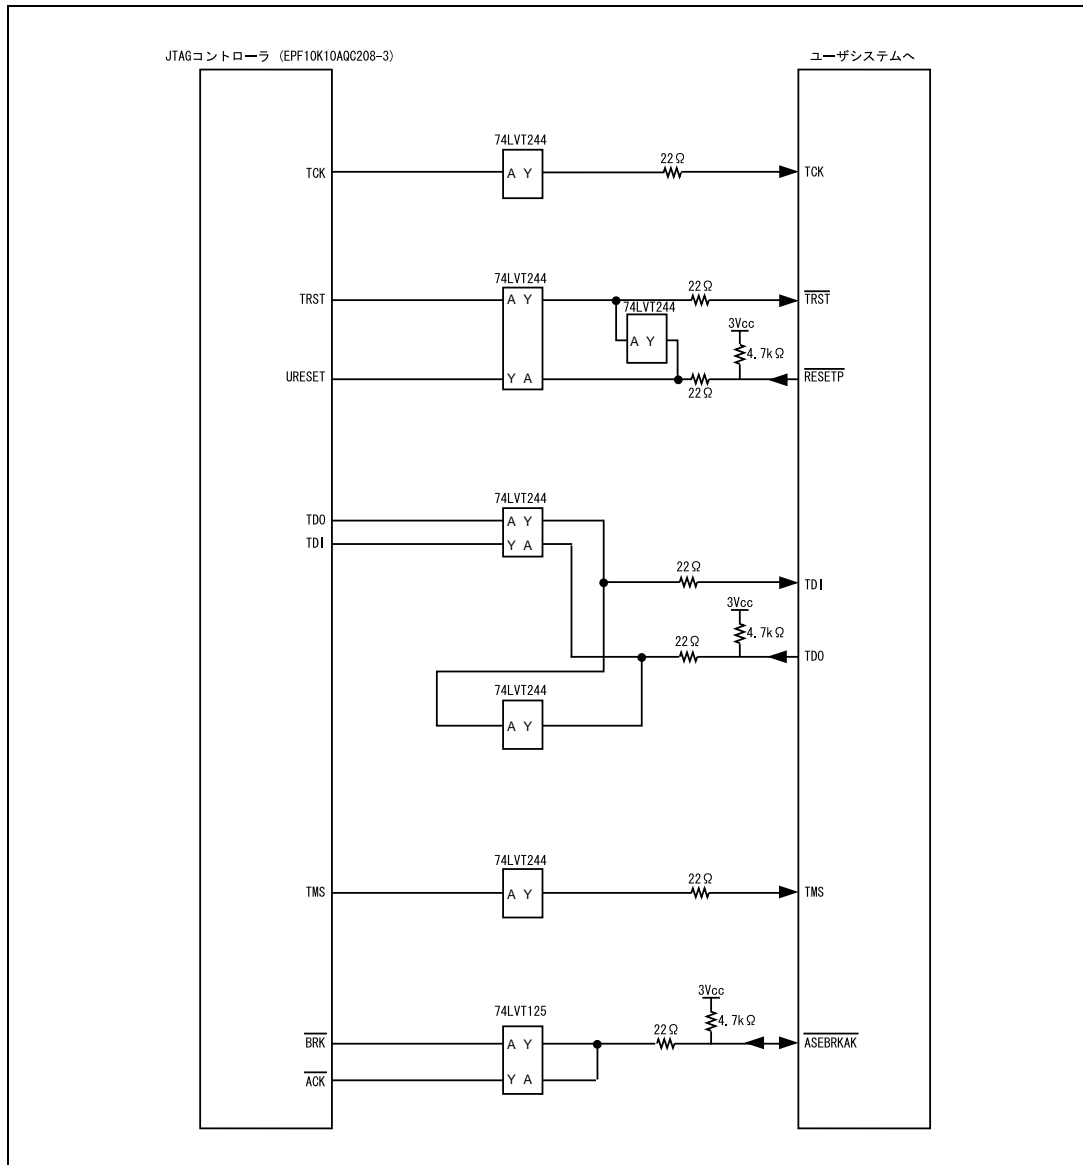 JTAGコントローラ (EPF10K10AQC208-3)
ユーザシステムへ
74LVT244
22Ω
TCK
A Y
TCK
74LVT244
22Ω
TRST
A Y
TRST
74LVT244
3Vcc
A Y
4.7kΩ
URESET
Y A
RESETP
22Ω
74LVT244
TDO
A Y
TDI
Y A
22Ω
TDI
3Vcc
22Ω
4.7kΩ
TDO
74LVT244
A Y
74LVT244
22Ω
TMS
A Y
TMS
3Vcc
74LVT125
4.7kΩ
22Ω
BRK
A Y
ASEBRKAK
ACK
Y A